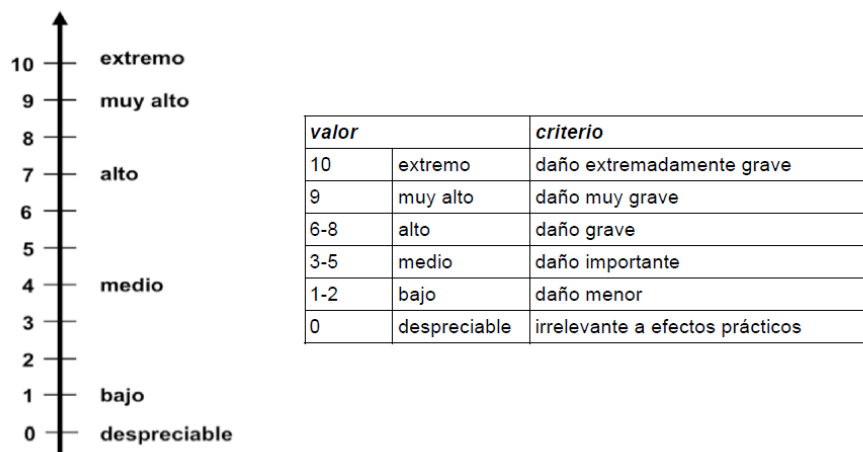 10 extremo
9 muy alto
8
7 alto
6
5
4 medio
3
2
1 bajo
0 despreciable
valor criterio
10 extremo daño extremadamente grave
9 muy alto daño muy grave
6-8 alto daño grave
3-5 medio daño importante
1-2 bajo daño menor
0 despreciable irrelevante a efectos prácticos